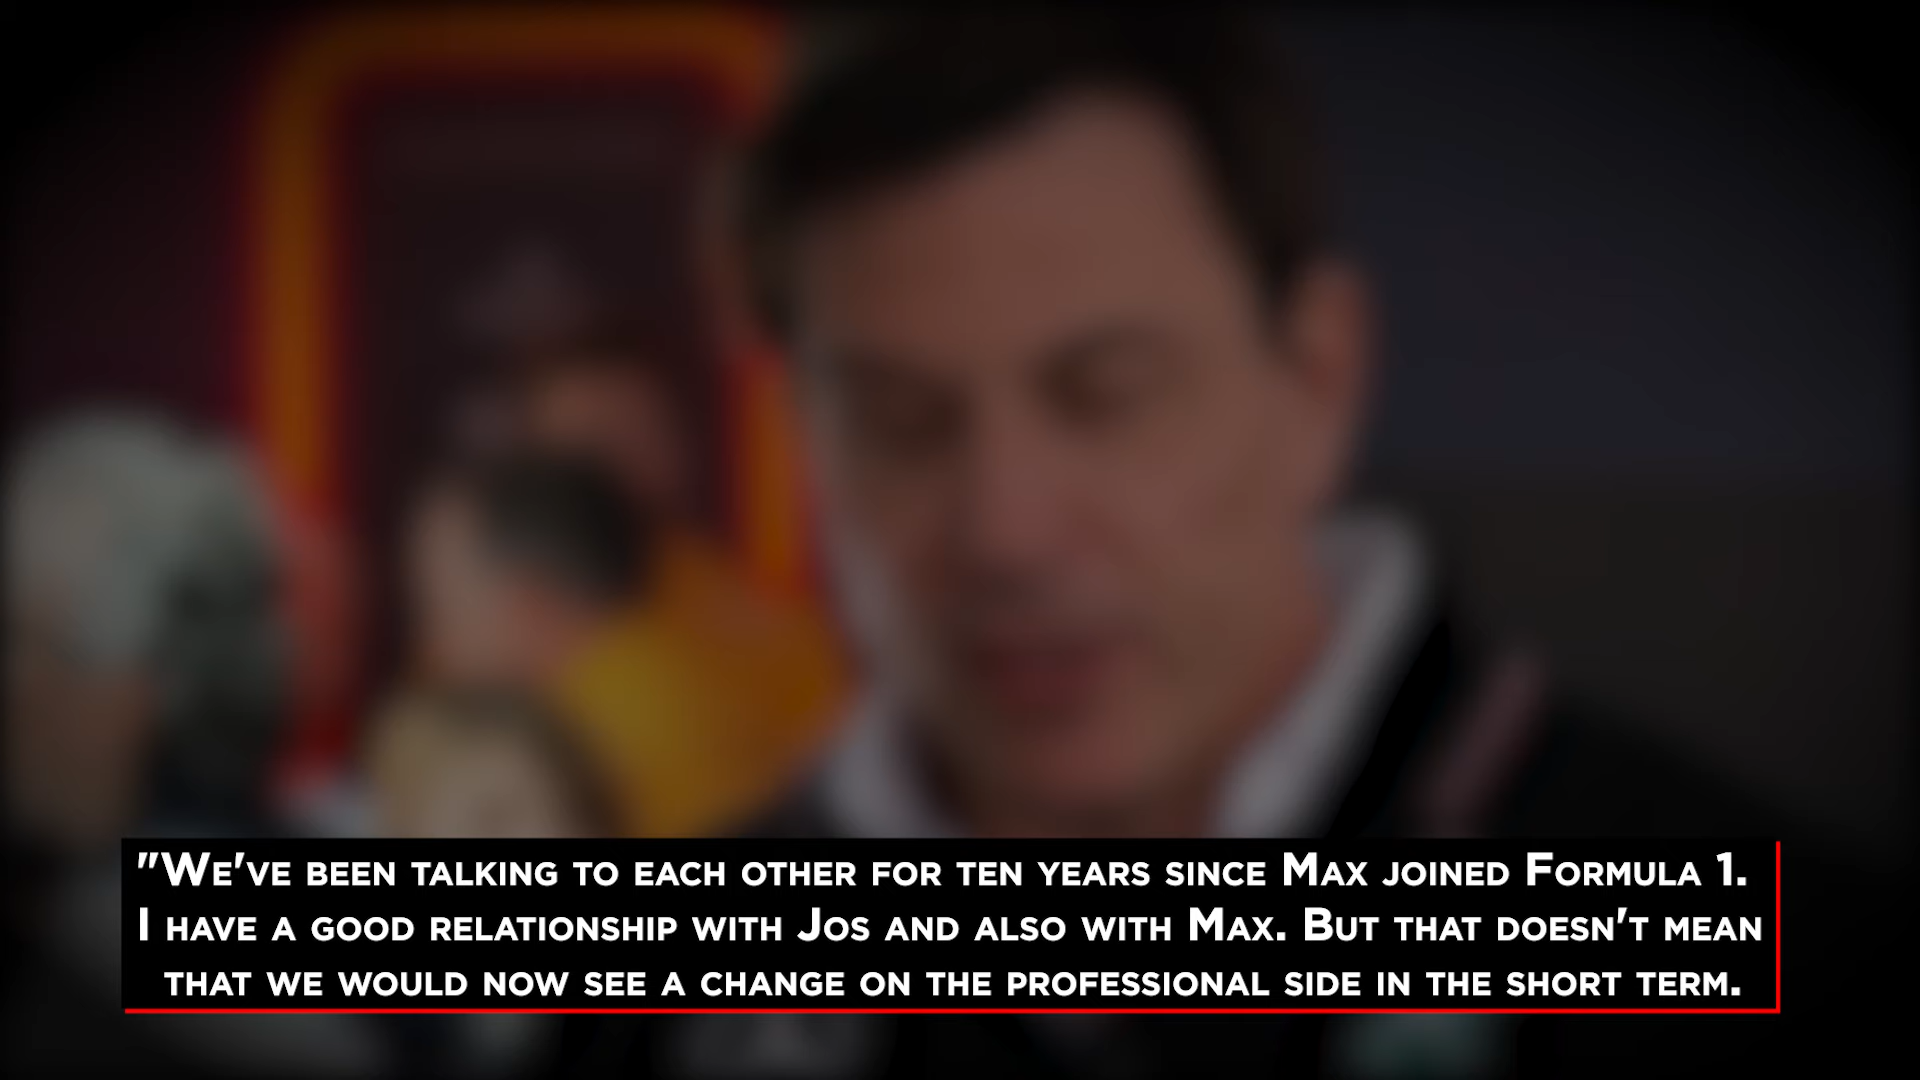 "We've been talking to each other for ten years since Max joined Formula 1.
I have a good relationship with Jos and also with Max. But that doesn't mean
that we would now see a change on the professional side in the short term.